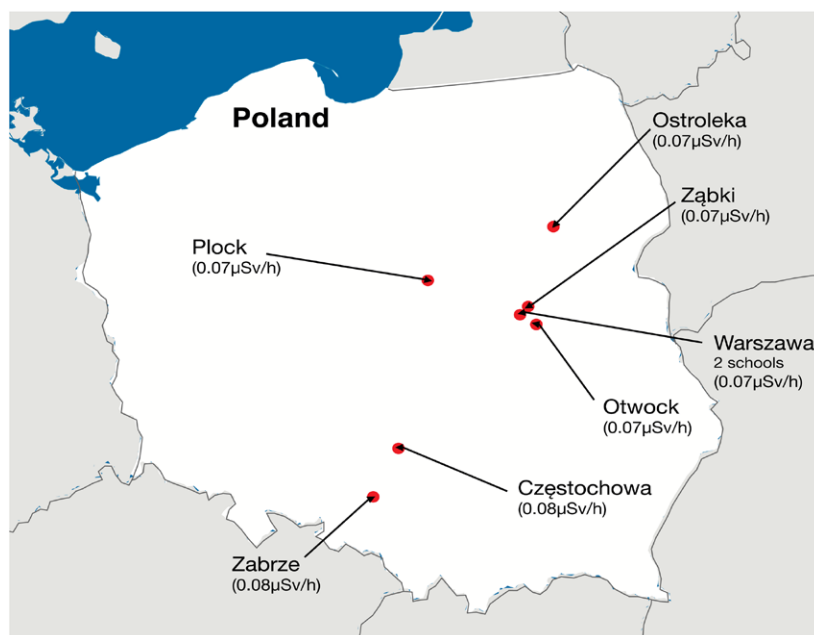 Poland
Ostroleka
(0.07µSv/h)
Ząbki
(0.07µSv/h)
Plock
(0.07µSv/h)
Warszawa
2 schools
(0.07µSv/h)
Otwock
(0.07µSv/h)
Częstochowa
(0.08µSv/h)
Zabrze
(0.08µSv/h)